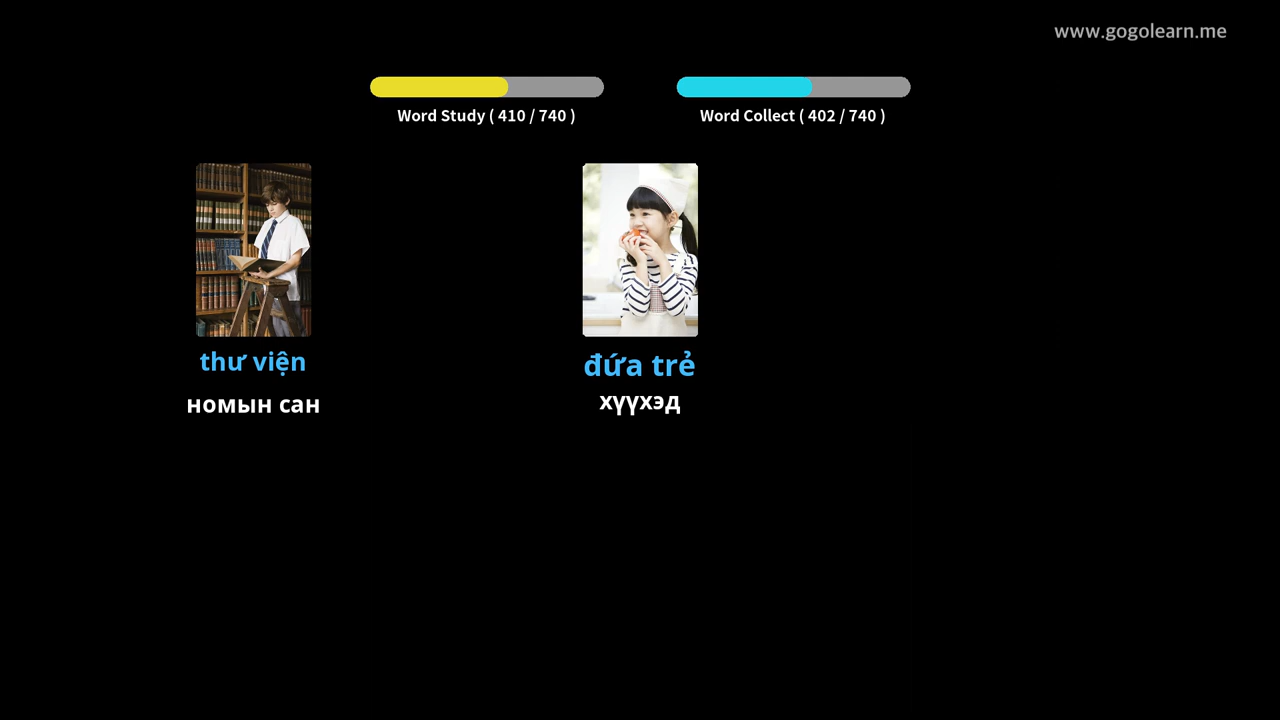 www.gogolearn.me
Word Study ( 410 / 740 )
Word Collect ( 402 / 740 )
thư viện
номын сан
đứa trẻ
хүүхэд